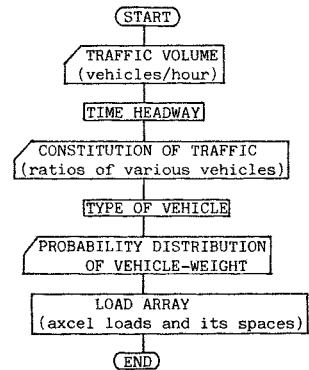 START
TRAFFIC VOLUME
(vehicles/hour)
TIME HEADWAY
CONSTITUTION OF TRAFFIC
(ratios of various vehicles)
TYPE OF VEHICLE
PROBABILITY DISTRIBUTION
OF VEHICLE-WEIGHT
LOAD ARRAY
(axcel loads and its spaces)
END